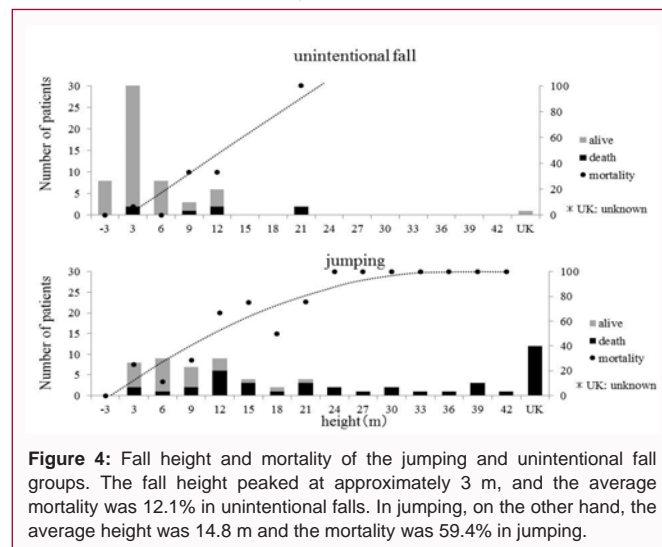 unintentional fall
Number of patients
30
25
20
15
10
5
0
100
80
60
40
20
0
alive
death
mortality
* UK: unknown
-3 3 6 9 12 21 24 27 30 33 36 39 42 UK
jumping
Number of patients
30
25
20
15
10
5
0
100
80
60
40
20
0
alive
death
mortality
* UK: unknown
-3 3 6 9 12 15 18 21 24 27 30 33 36 39 42 UK
height(m)
Figure 4: Fall height and mortality of the jumping and unintentional fall
groups. The fall height peaked at approximately 3 m, and the average
mortality was 12.1% in unintentional falls. In jumping, on the other hand, the
average height was 14.8 m and the mortality was 59.4% in jumping.